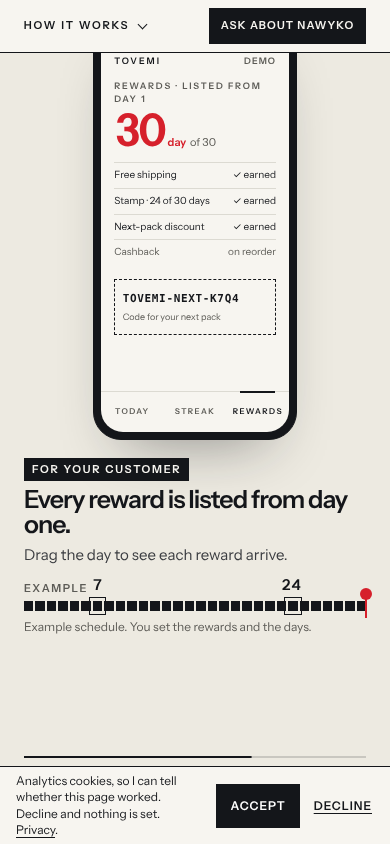 HOW IT WORKS
ASK ABOUT NAWYKO
TOVEMI DEMO
REWARDS · LISTED FROM
DAY 1
30 day of 30
Free shipping ✓ earned
Stamp · 24 of 30 days ✓ earned
Next-pack discount ✓ earned
Cashback on reorder
TOVEMI-NEXT-K7Q4
Code for your next pack
TODAY STREAK REWARDS
FOR YOUR CUSTOMER
Every reward is listed from day
one.
Drag the day to see each reward arrive.
EXAMPLE 7 24
Example schedule. You set the rewards and the days.
Analytics cookies, so I can tell
whether this page worked.
Decline and nothing is set.
Privacy.
ACCEPT DECLINE